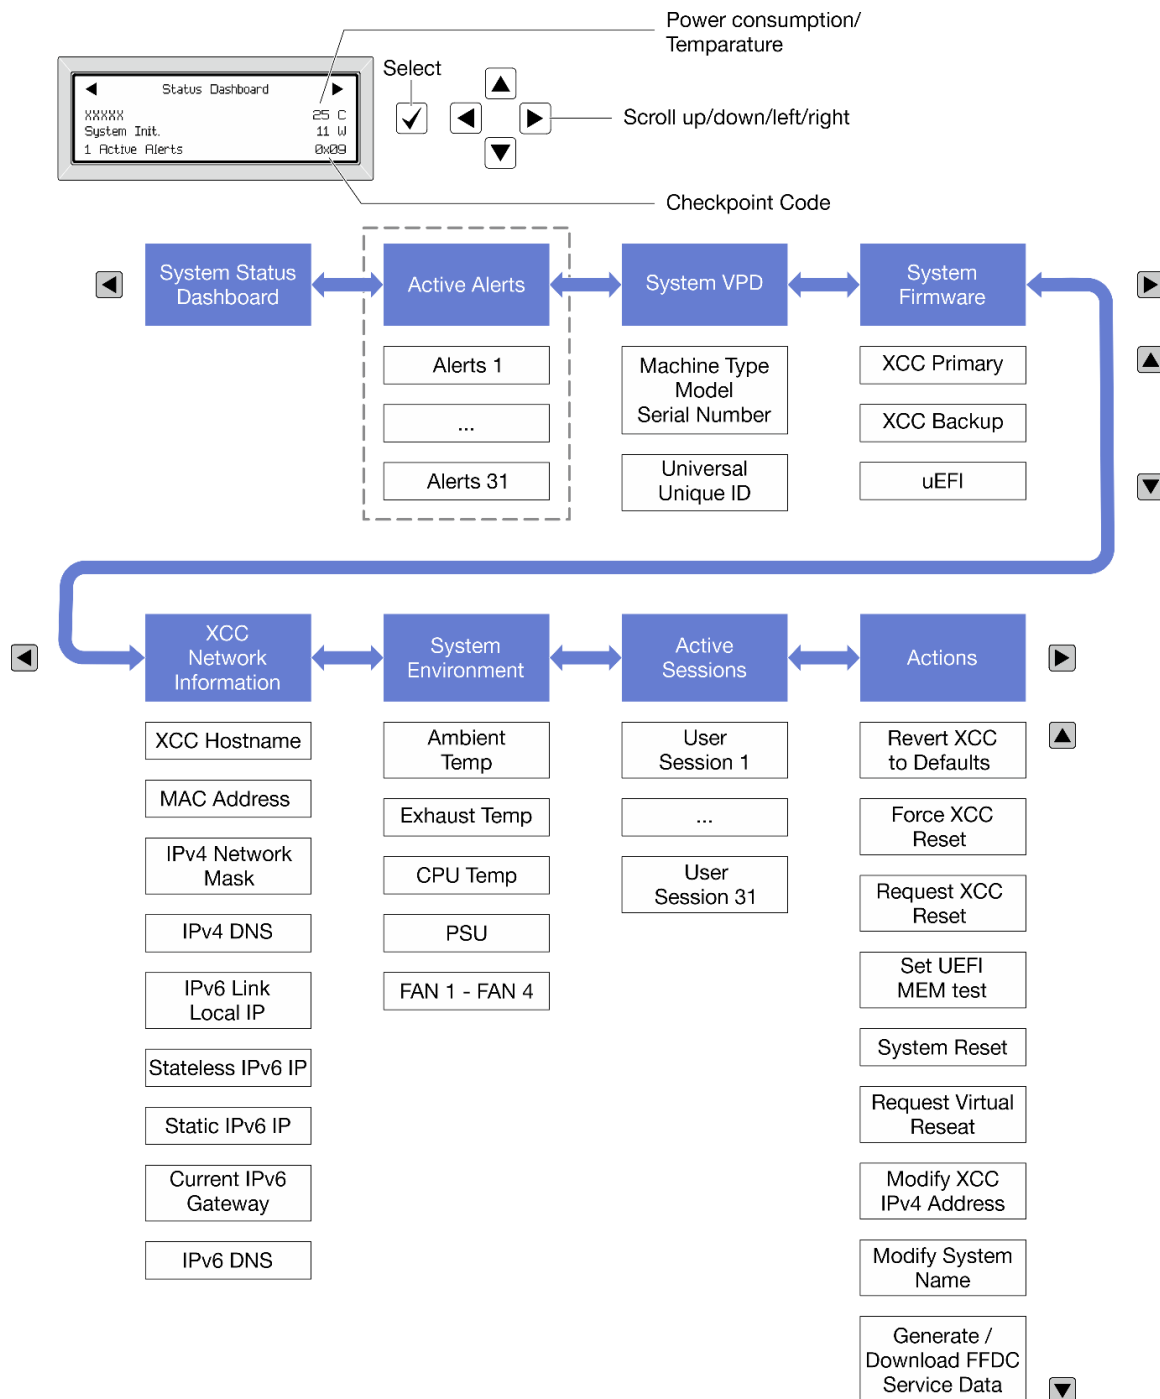 Power consumption/
Temparature
Select
Status Dashboard
XXXXX 25 C
System Init. 11 W
1 Active Alerts 0x09
Scroll up/down/left/right
Checkpoint Code
System Status
Dashboard
Active Alerts
Alerts 1
...
Alerts 31
System VPD
Machine Type
Model
Serial Number
Universal
Unique ID
System
Firmware
XCC Primary
XCC Backup
uEFI
XCC
Network
Information
XCC Hostname
MAC Address
IPv4 Network
Mask
IPv4 DNS
IPv6 Link
Local IP
Stateless IPv6 IP
Static IPv6 IP
Current IPv6
Gateway
IPv6 DNS
System
Environment
Ambient
Temp
Exhaust Temp
CPU Temp
PSU
FAN 1 - FAN 4
Active
Sessions
User
Session 1
...
User
Session 31
Actions
Revert XCC
to Defaults
Force XCC
Reset
Request XCC
Reset
Set UEFI
MEM test
System Reset
Request Virtual
Reseat
Modify XCC
IPv4 Address
Modify System
Name
Generate /
Download FFDC
Service Data